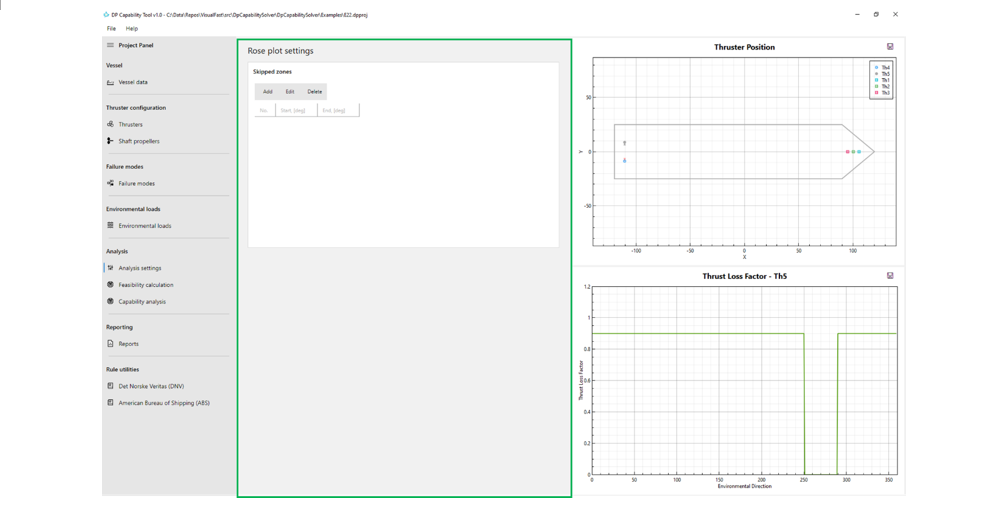 DP Capability Tool v1.0 - C:\Data\Repos\VisualFast\src\DpCapabilitySolver\DpCapabilitySolver\Examples\822.dpproj
File Help
Project Panel
Vessel
Vessel data
Thruster configuration
Thrusters
Shaft propellers
Failure modes
Failure modes
Environmental loads
Environmental loads
Analysis
Analysis settings
Feasibility calculation
Capability analysis
Reporting
Reports
Rule utilities
Det Norske Veritas (DNV)
American Bureau of Shipping (ABS)
Rose plot settings
Skipped zones
Add Edit Delete
No. Start, [deg] End, [deg]
Thruster Position
Th4
Th5
Th1
Th2
Th3
50
0
-50
Y
-100 -50 0 50 100
X
Thrust Loss Factor - Th5
1.2
1
0.8
0.6
0.4
0.2
0
Thrust Loss Factor
0 50 100 150 200 250 300 350
Environmental Direction